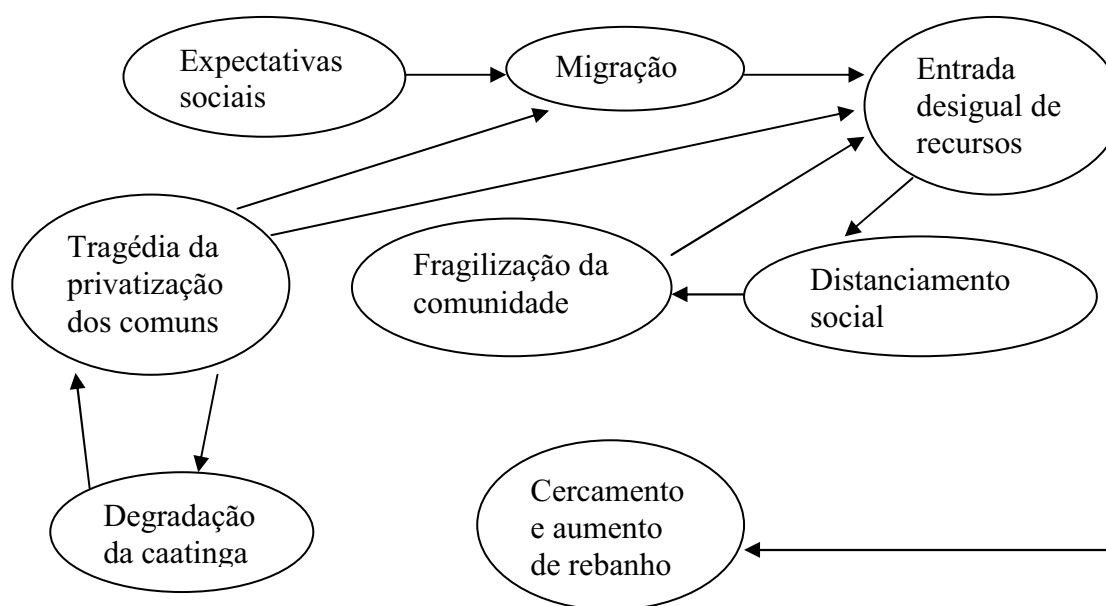 Expectativas
sociais
Migração
Entrada
desigual de
recursos
Tragédia da
privatização
dos comuns
Fragilização da
comunidade
Distanciamento
social
Degradação
da caatinga
Cercamento
e aumento
de rebanho